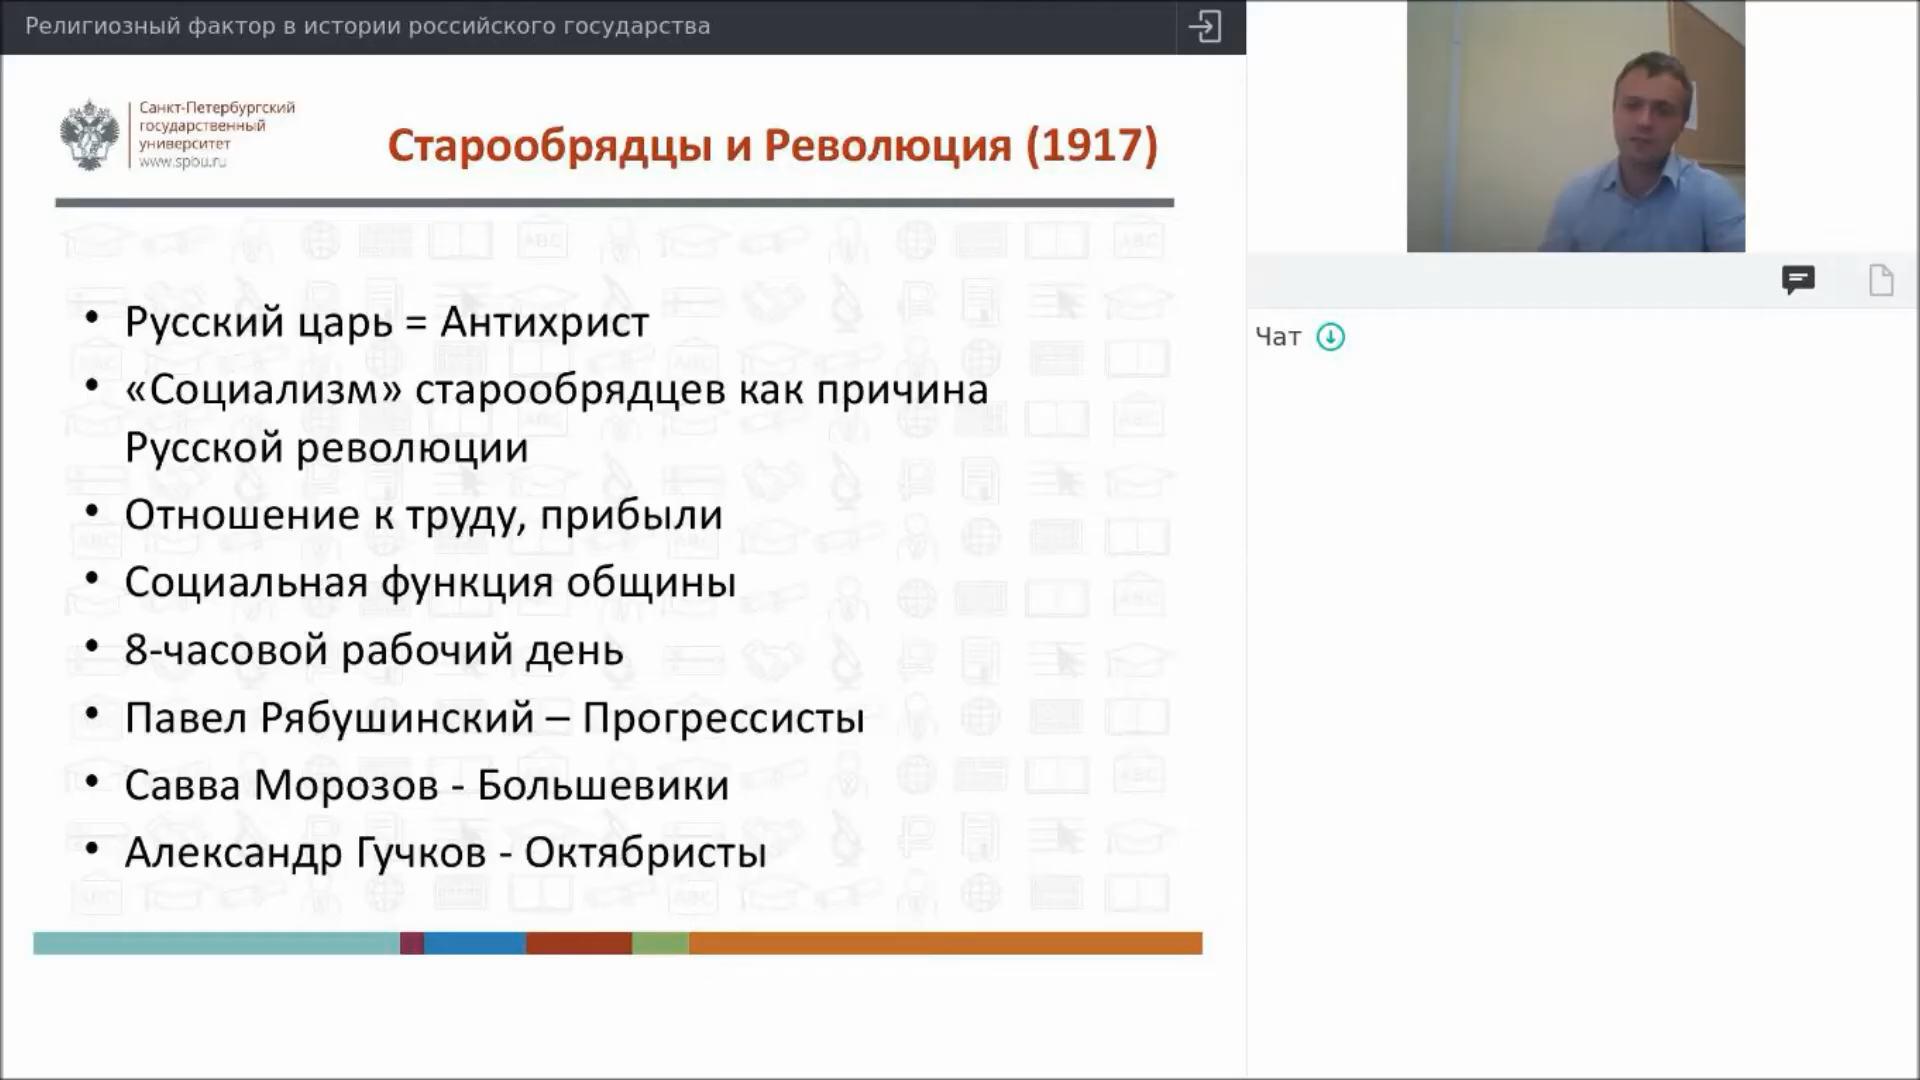 Религиозный фактор в истории российского государства
Санкт-Петербургский
государственный
университет
www.spbu.ru
Старообрядцы и Революция (1917)
• Русский царь = Антихрист
• «Социализм» старообрядцев как причина
Русской революции
• Отношение к труду, прибыли
• Социальная функция общины
• 8-часовой рабочий день
• Павел Рябушинский – Прогрессисты
• Савва Морозов - Большевики
• Александр Гучков - Октябристы
Чат